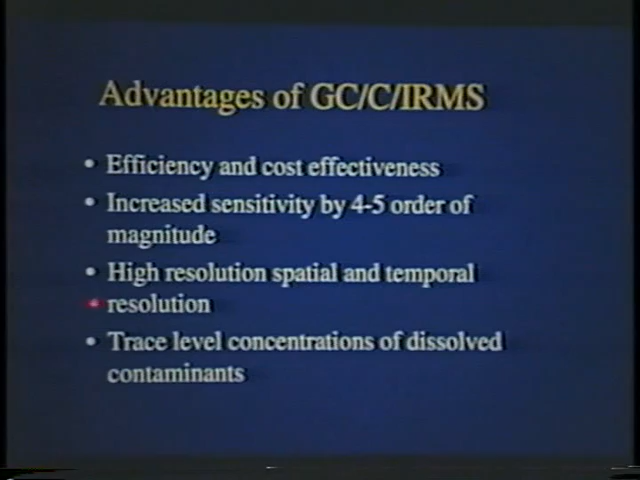 Advantages of GC/C/IRMS
• Efficiency and cost effectiveness
• Increased sensitivity by 4-5 order of
magnitude
• High resolution spatial and temporal
resolution
• Trace level concentrations of dissolved
contaminants